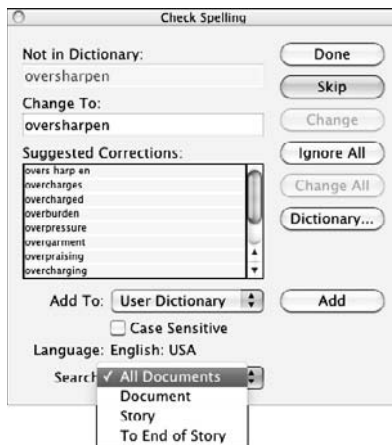 Check Spelling
Not in Dictionary:
oversharpen
Change To:
oversharpen
Suggested Corrections:
overs harp en
overcharges
overcharged
overburden
overpressure
overgarment
overpraising
overcharging
Done
Skip
Change
Ignore All
Change All
Dictionary...
Add To: User Dictionary Add
Case Sensitive
Language: English: USA
Search ✓ All Documents
Document
Story
To End of Story